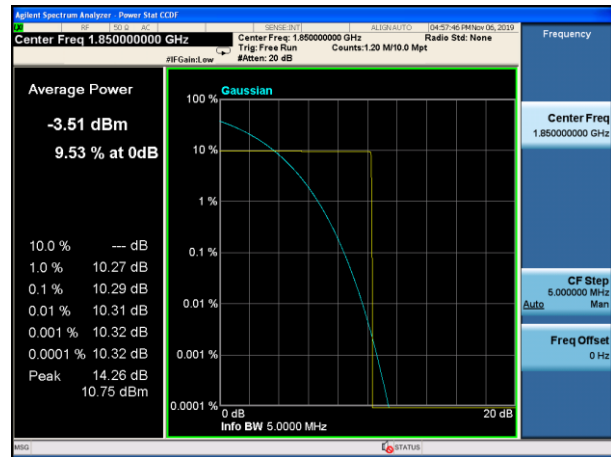 Agilent Spectrum Analyzer - Power Stat CCDF
RF 50 Ω AC SENSE:INT ALIGNAUTO 04:57:46 PM Nov 06, 2019
Center Freq 1.850000000 GHz
Center Freq: 1.850000000 GHz Radio Std: None
Trig: Free Run Counts:1.20 M/10.0 Mpt
#IFGain:Low #Atten: 20 dB
Frequency
Average Power
-3.51 dBm
9.53 % at 0dB
10.0 % --- dB
1.0 % 10.27 dB
0.1 % 10.29 dB
0.01 % 10.31 dB
0.001 % 10.32 dB
0.0001 % 10.32 dB
Peak 14.26 dB
10.75 dBm
100 % Gaussian
10 %
1 %
0.1 %
0.01 %
0.001 %
0.0001 %
0 dB 20 dB
Info BW 5.0000 MHz
Center Freq
1.850000000 GHz
CF Step
5.000000 MHz
Auto Man
Freq Offset
0 Hz
MSG STATUS